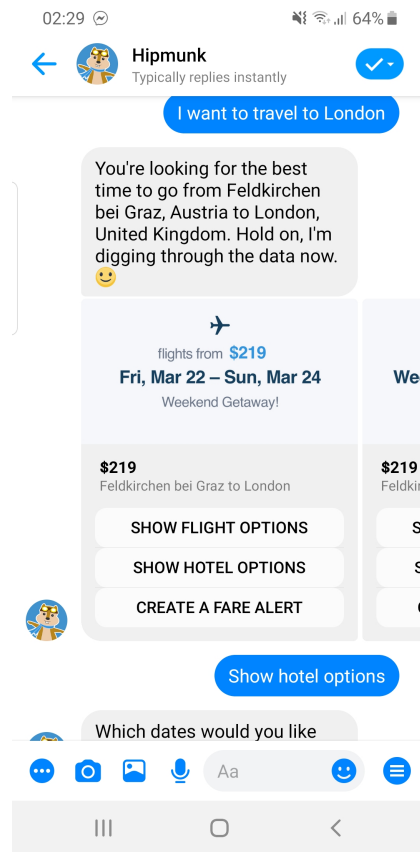 02:29 64%
Hipmunk
Typically replies instantly
I want to travel to London
You're looking for the best
time to go from Feldkirchen
bei Graz, Austria to London,
United Kingdom. Hold on, I'm
digging through the data now.
🙂
flights from $219
Fri, Mar 22 – Sun, Mar 24
We
Weekend Getaway!
$219
$219
Feldkirchen bei Graz to London
Feldki
SHOW FLIGHT OPTIONS
S
SHOW HOTEL OPTIONS
S
CREATE A FARE ALERT
Show hotel options
Which dates would you like
Aa